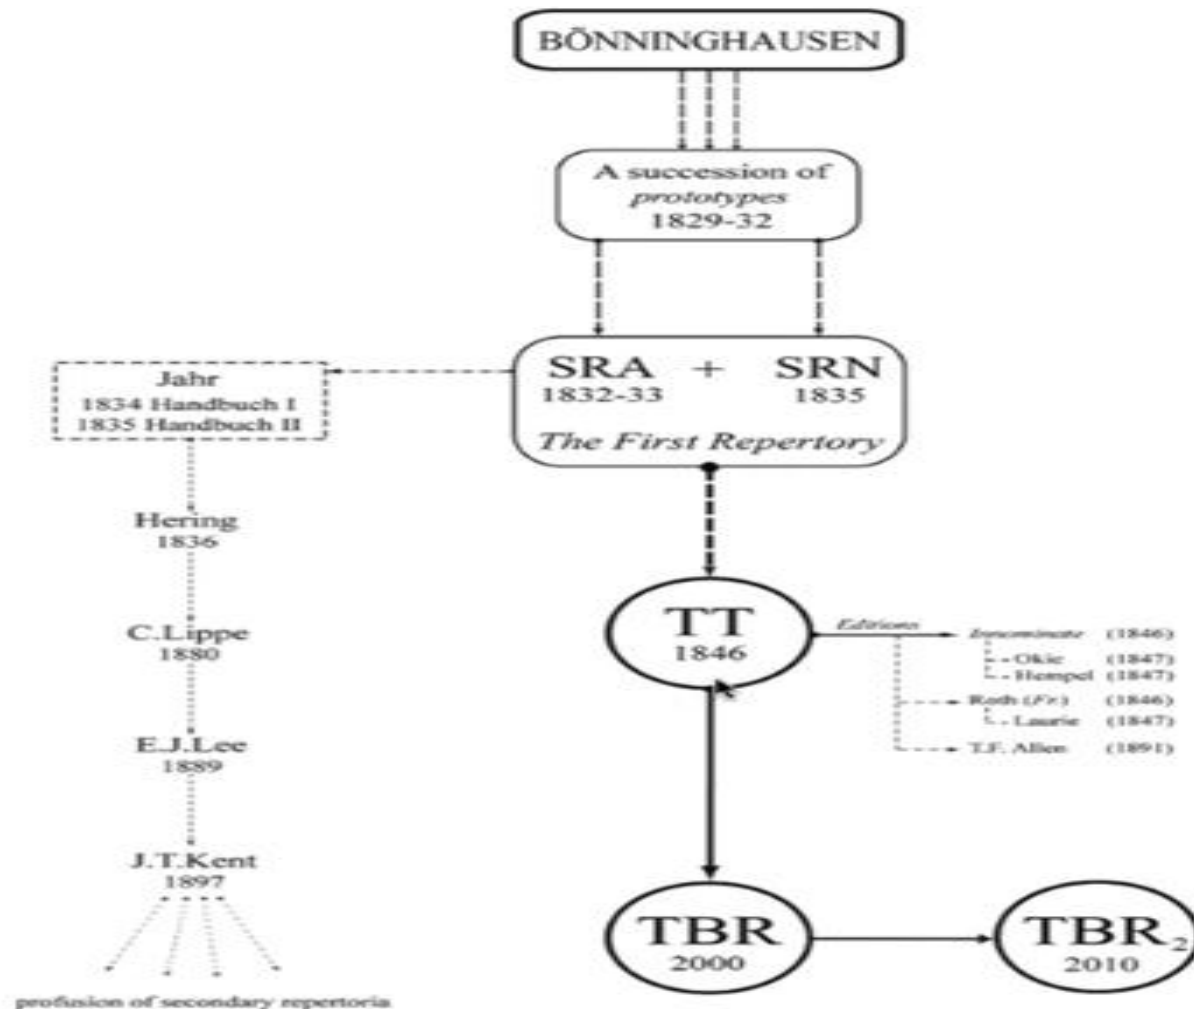 BÖNNINGHAUSEN
A succession of
prototypes
1829-32
SRA + SRN
1832-33 1835
The First Repertory
Jahr
1834 Handbuch I
1835 Handbuch II
Hering
1836
C.Lippe
1880
E.J.Lee
1889
J.T.Kent
1897
profusion of secondary repertoria
TT
1846
Editions
Innominate (1846)
Okie (1847)
Hempel (1847)
Roth (Fr.) (1846)
Laurie (1847)
T.F. Allen (1891)
TBR
2000
TBR2
2010